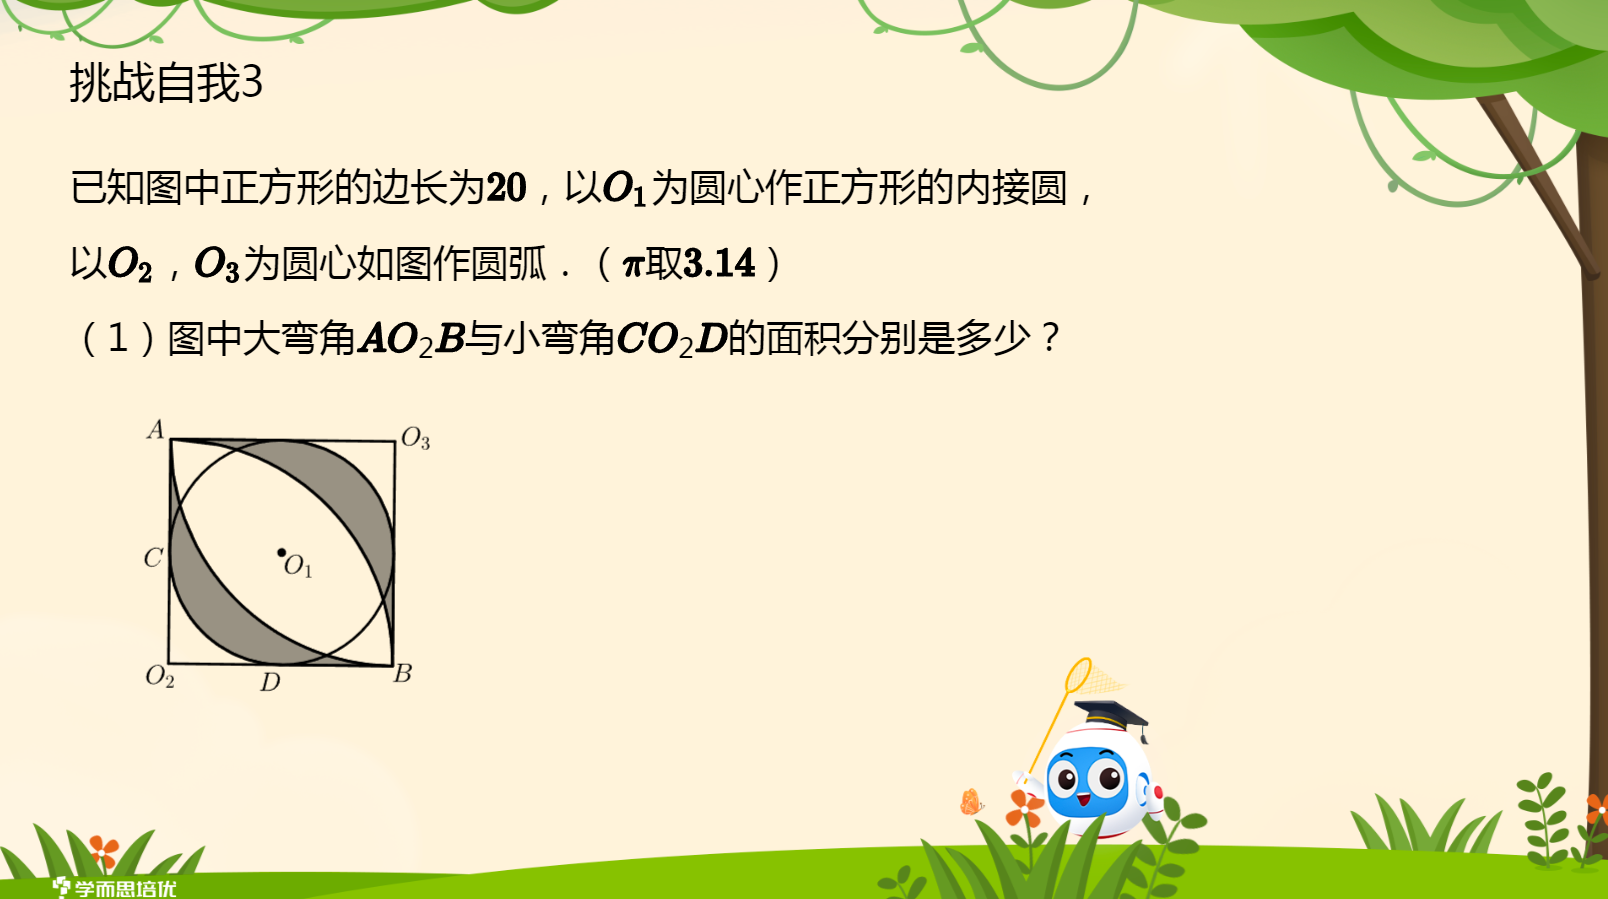 挑战自我3
已知图中正方形的边长为20，以O₁为圆心作正方形的内接圆，
以O₂，O₃为圆心如图作圆弧．（π取3.14）
（1）图中大弯角AO₂B与小弯角CO₂D的面积分别是多少？
A
O₃
C
O₁
O₂
D
B
学而思培优